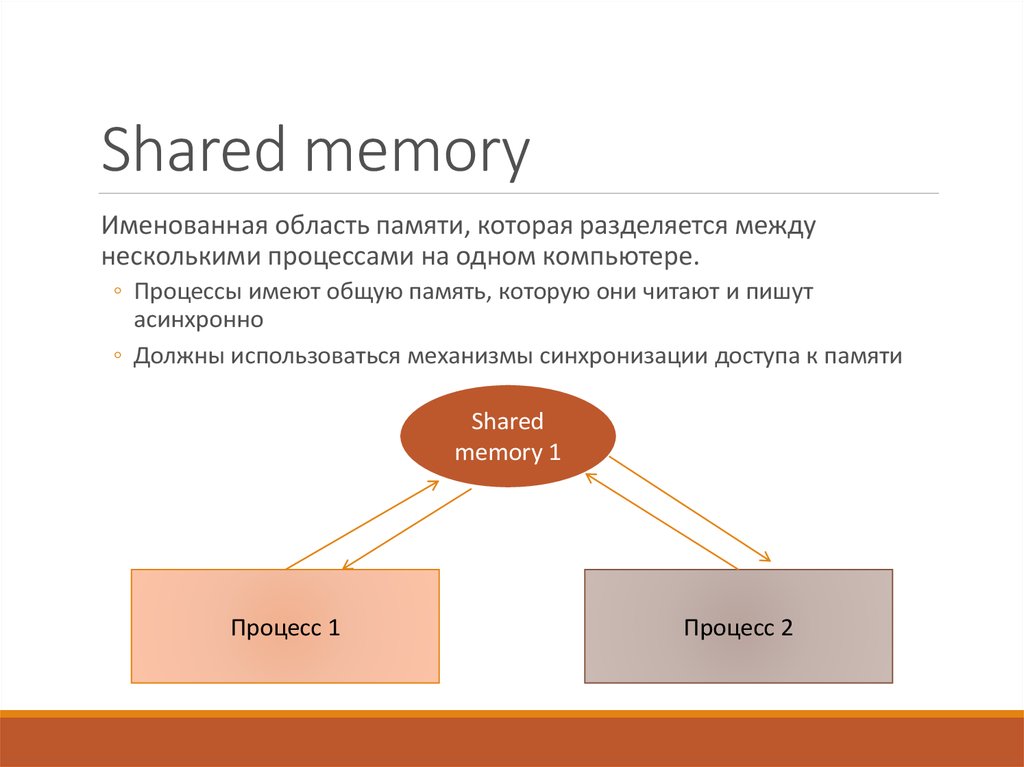 Shared memory
Именованная область памяти, которая разделяется между
несколькими процессами на одном компьютере.
◦ Процессы имеют общую память, которую они читают и пишут
асинхронно
◦ Должны использоваться механизмы синхронизации доступа к памяти
Shared
memory 1
Процесс 1
Процесс 2